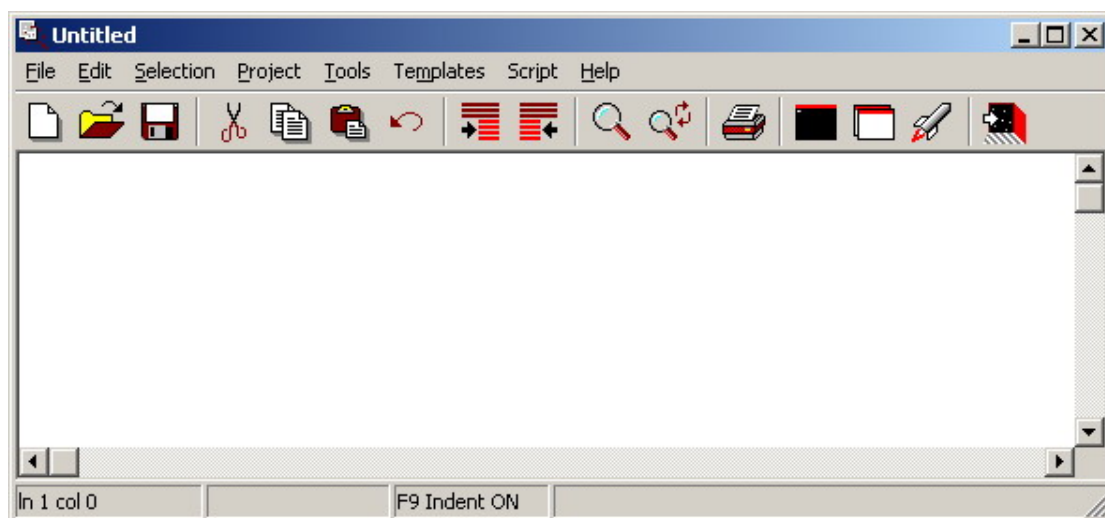 Untitled
File Edit Selection Project Tools Templates Script Help
ln 1 col 0 F9 Indent ON